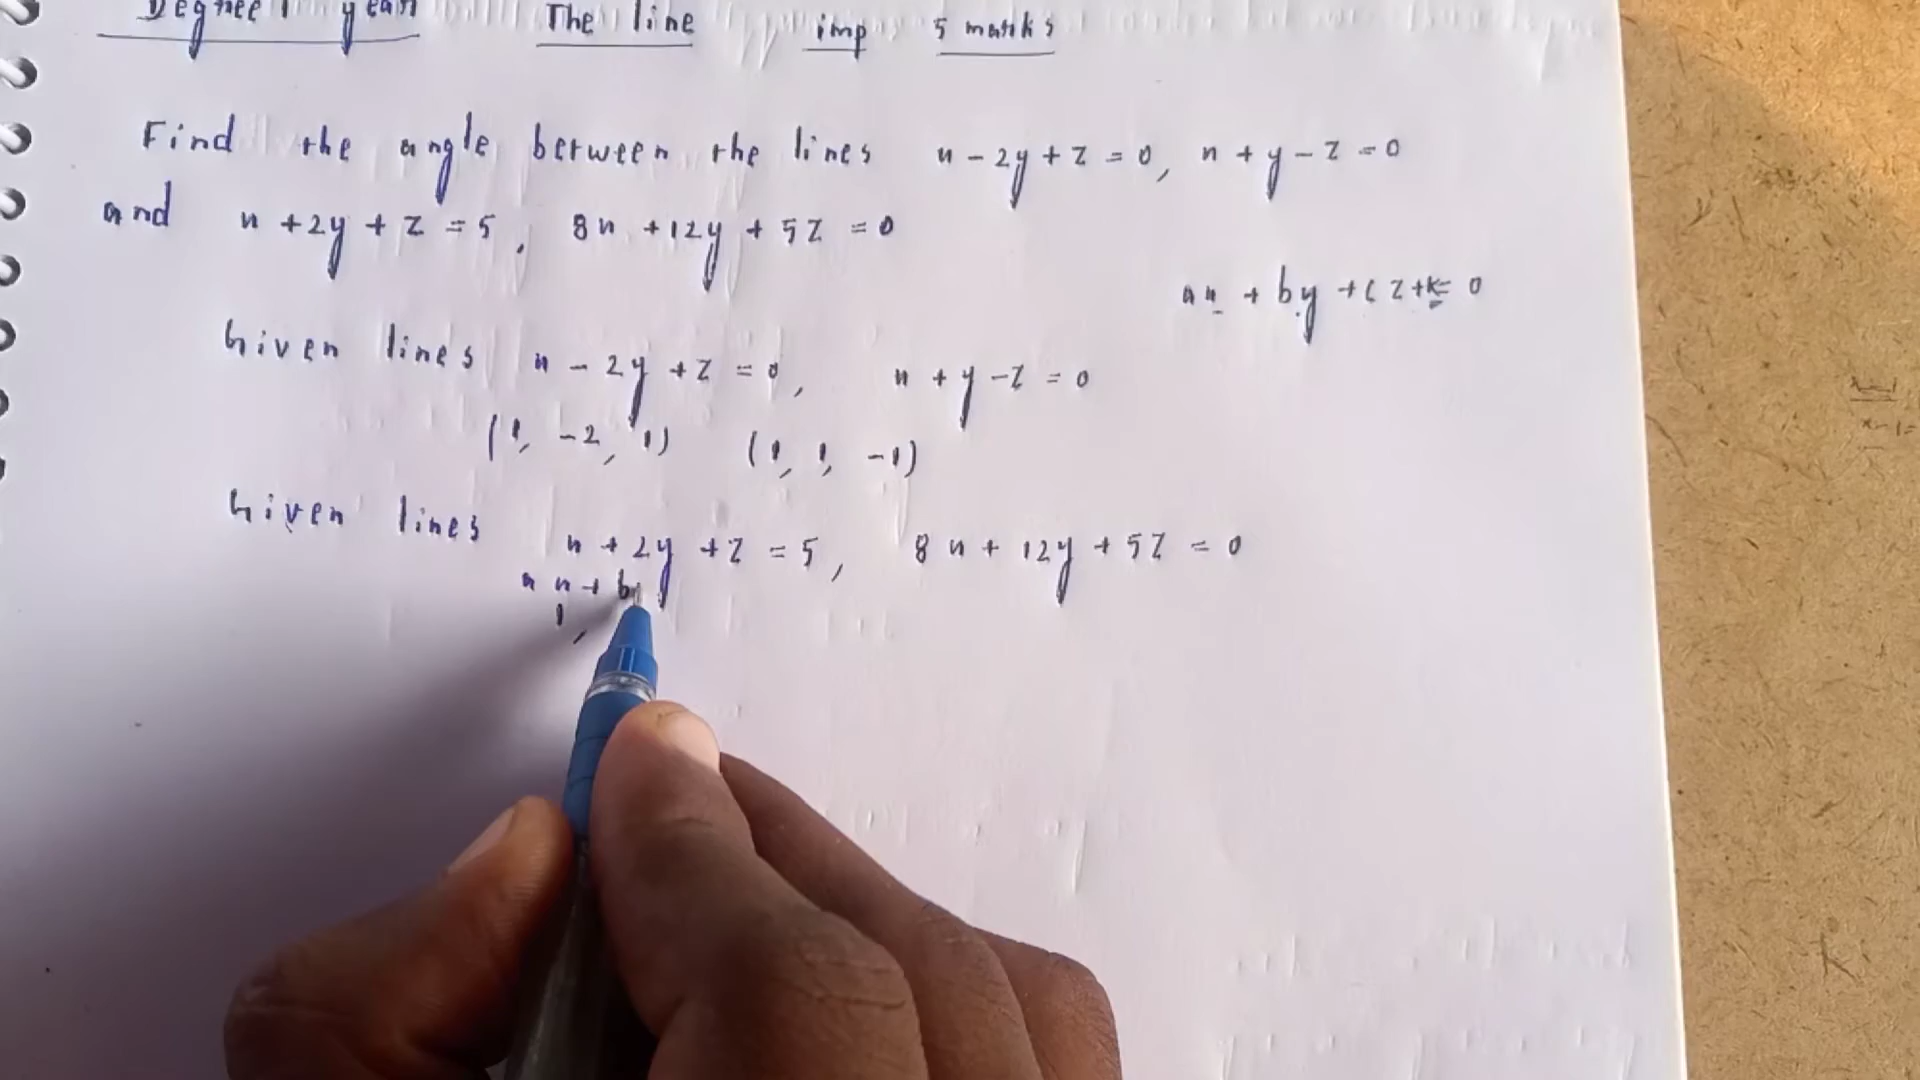 Degree I year The line imp 5 marks
Find the angle between the lines x - 2y + z = 0, x + y - z = 0
and x + 2y + z = 5, 8x + 12y + 5z = 0
ax + by + cz + k = 0
Given lines x - 2y + z = 0, x + y - z = 0
(1, -2, 1) (1, 1, -1)
Given lines x + 2y + z = 5, 8x + 12y + 5z = 0
ax + by
1,